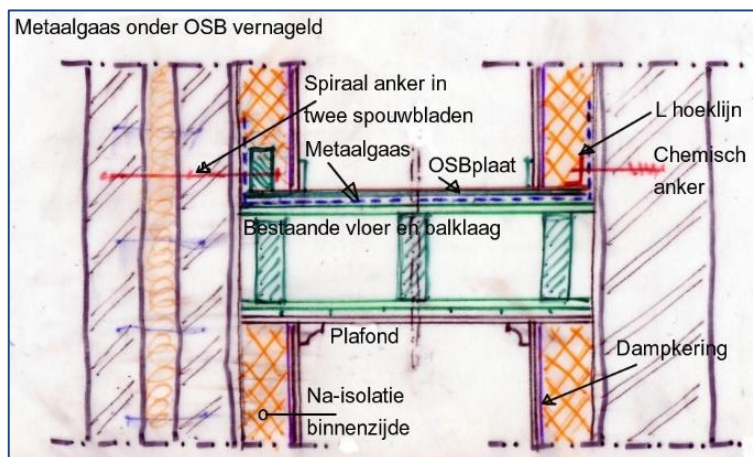 Metaalgaas onder OSB vernageld
Spiraal anker in
twee spouwbladen
Metaalgaas
OSBplaat
L hoeklijn
Chemisch
anker
Bestaande vloer en balklaag
Plafond
Dampkering
Na-isolatie
binnenzijde